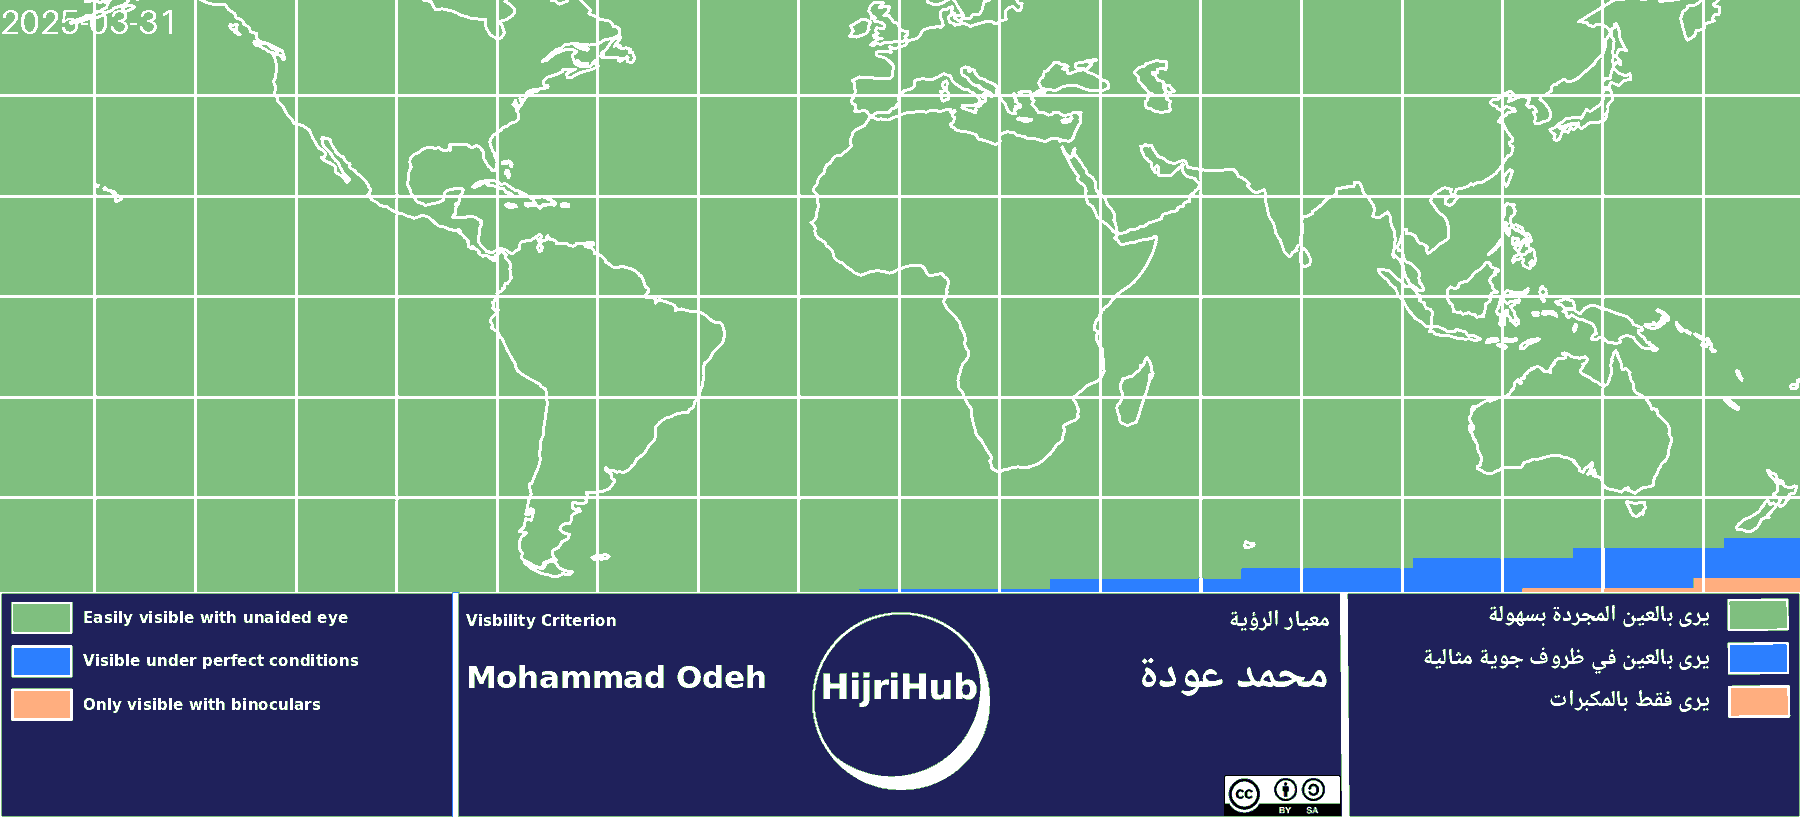 2025-03-31
Easily visible with unaided eye
Visible under perfect conditions
Only visible with binoculars
Visbility Criterion
Mohammad Odeh
HijriHub
معيار الرؤية
محمد عودة
cc
BY SA
يرى بالعين المجردة بسهولة
يرى بالعين في ظروف جوية مثالية
يرى فقط بالمكبرات